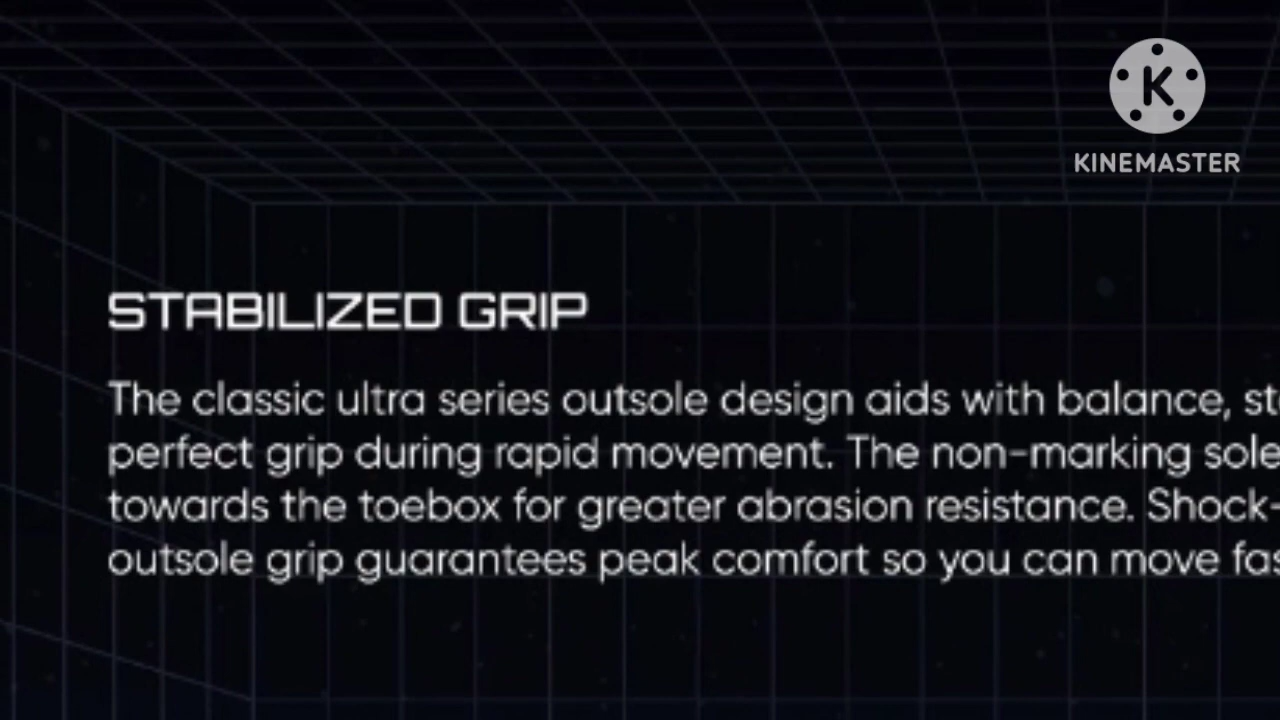 KINEMASTER
STABILIZED GRIP
The classic ultra series outsole design aids with balance,
perfect grip during rapid movement. The non-marking sole
towards the toebox for greater abrasion resistance. Shock-
outsole grip guarantees peak comfort so you can move